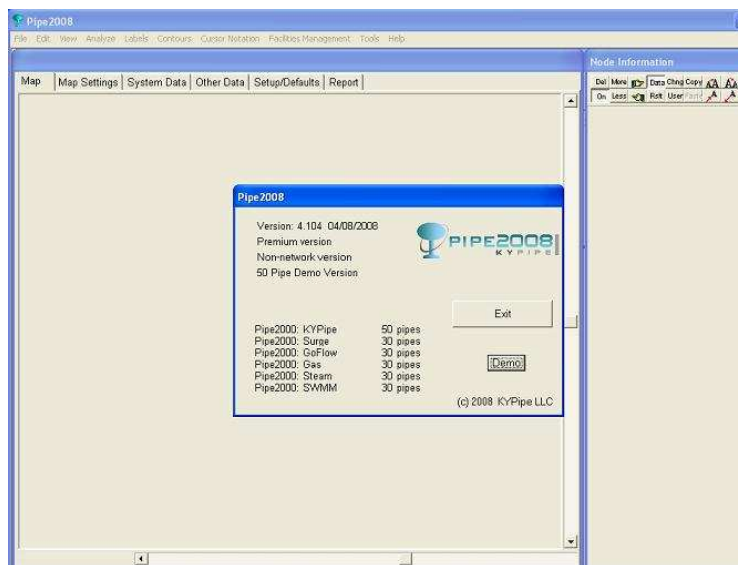 Pipe2008
File Edit View Analyze Labels Contours Cursor Notation Facilities Management Tools Help
Node Information
Map Map Settings System Data Other Data Setup/Defaults Report
Del More Data Chng Copy
On Less Rslt User
Pipe2008
Version: 4.104 04/08/2008
Premium version
Non-network version
50 Pipe Demo Version
PIPE2008
KYPIPE
Exit
Pipe2000: KYPipe 50 pipes
Pipe2000: Surge 30 pipes
Pipe2000: GoFlow 30 pipes
Pipe2000: Gas 30 pipes
Pipe2000: Steam 30 pipes
Pipe2000: SWMM 30 pipes
Demo
(c) 2008 KYPipe LLC